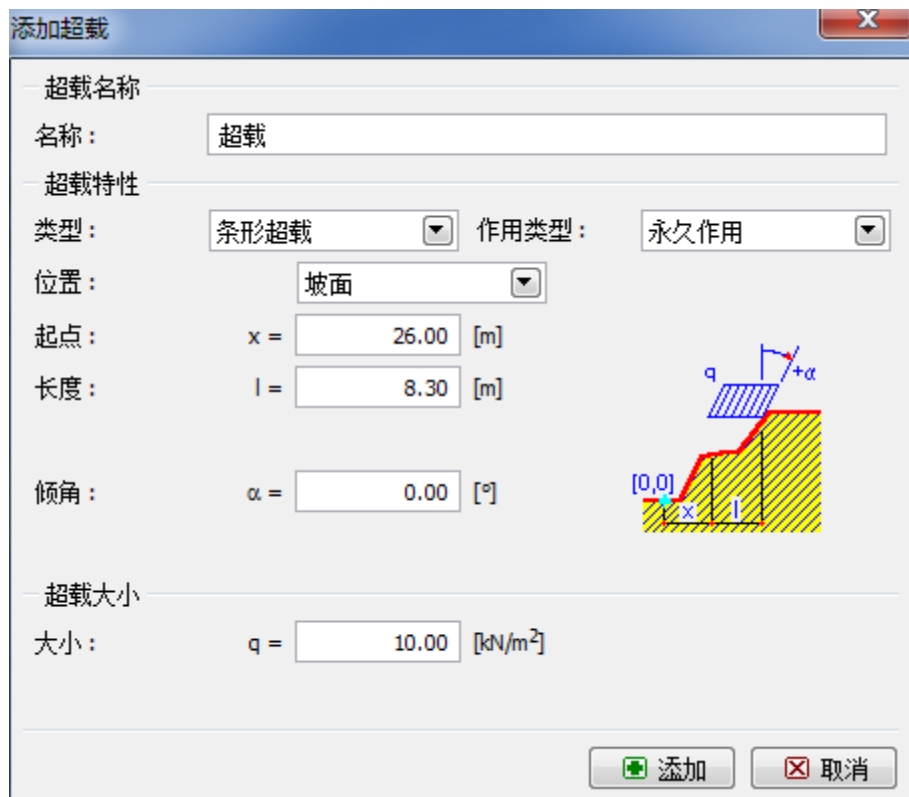 添加超载
超载名称
名称： 超载
超载特性
类型： 条形超载 作用类型： 永久作用
位置： 坡面
起点： x = 26.00 [m]
长度： l = 8.30 [m]
q +α
倾角： α = 0.00 [°]
[0,0] x l
超载大小
大小： q = 10.00 [kN/m²]
添加 取消